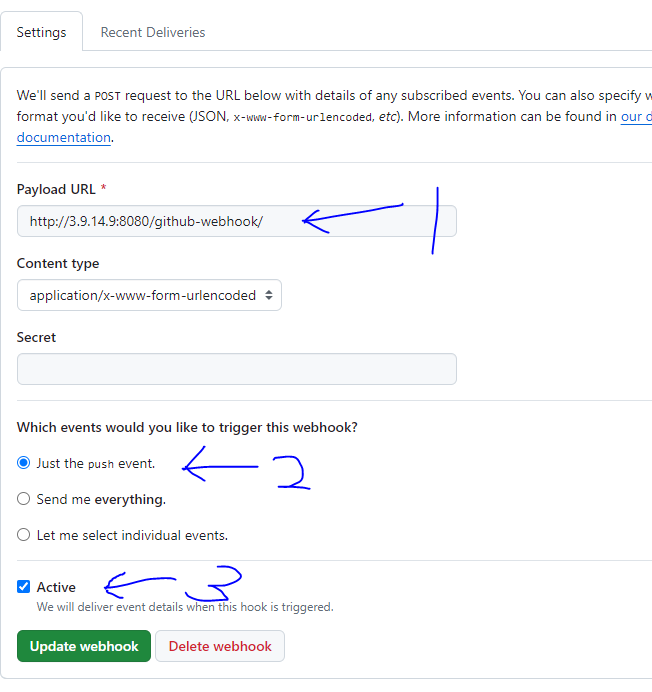 Settings
Recent Deliveries
We'll send a POST request to the URL below with details of any subscribed events. You can also specify w
format you'd like to receive (JSON, x-www-form-urlencoded, etc). More information can be found in our d
documentation.
Payload URL *
http://3.9.14.9:8080/github-webhook/
1
Content type
application/x-www-form-urlencoded
Secret
Which events would you like to trigger this webhook?
Just the push event.
2
Send me everything.
Let me select individual events.
Active
3
We will deliver event details when this hook is triggered.
Update webhook
Delete webhook